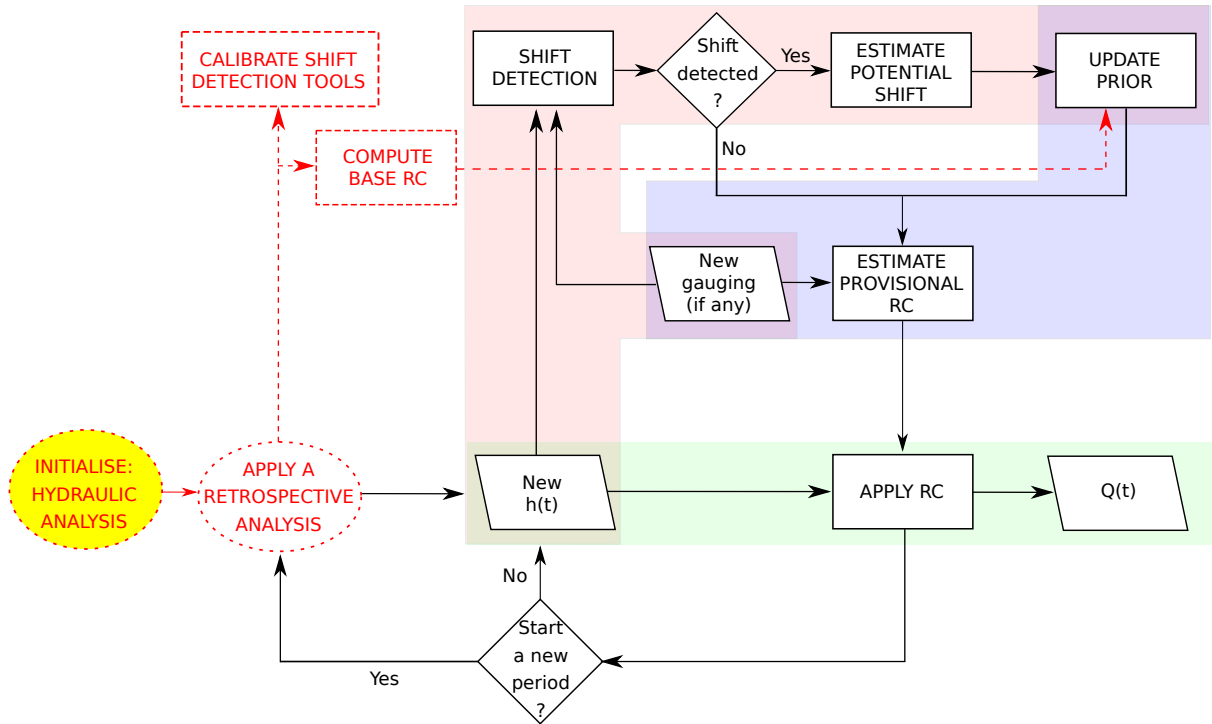 CALIBRATE SHIFT
DETECTION TOOLS
COMPUTE
BASE RC
SHIFT
DETECTION
Shift
detected
?
Yes
No
ESTIMATE
POTENTIAL
SHIFT
UPDATE
PRIOR
New
gauging
(if any)
ESTIMATE
PROVISIONAL
RC
INITIALISE:
HYDRAULIC
ANALYSIS
APPLY A
RETROSPECTIVE
ANALYSIS
New
h(t)
APPLY RC
Q(t)
No
Start
a new
period
?
Yes